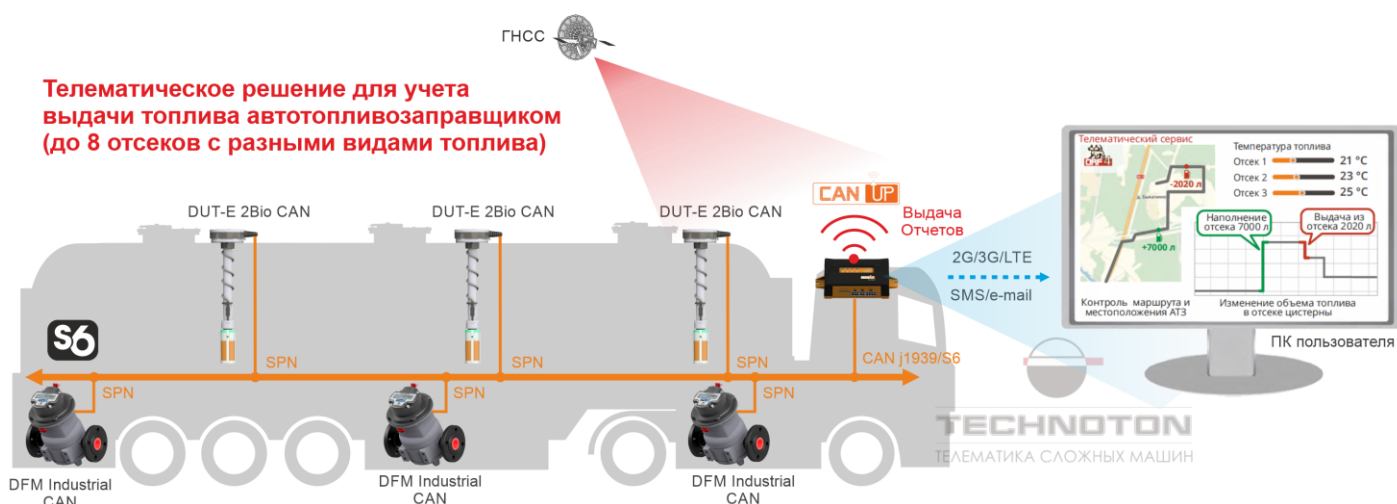 ГНСС
Телематическое решение для учета
выдачи топлива автотопливозаправщиком
(до 8 отсеков с разными видами топлива)
DUT-E 2Bio CAN
DUT-E 2Bio CAN
DUT-E 2Bio CAN
CAN UP
Выдача
Отчетов
2G/3G/LTE
SMS/e-mail
Телематический сервис
-2020 л
+7000 л
Контроль маршрута и
местоположения АТЗ
Температура топлива
Отсек 1 21 °C
Отсек 2 23 °C
Отсек 3 25 °C
Наполнение
отсека 7000 л
Выдача из
отсека 2020 л
Изменение объема топлива
в отсеке цистерны
ПК пользователя
S6
SPN
SPN
SPN
CAN j1939/S6
SPN
SPN
SPN
DFM Industrial
CAN
DFM Industrial
CAN
DFM Industrial
CAN
TECHNOTON
ТЕЛЕМАТИКА СЛОЖНЫХ МАШИН